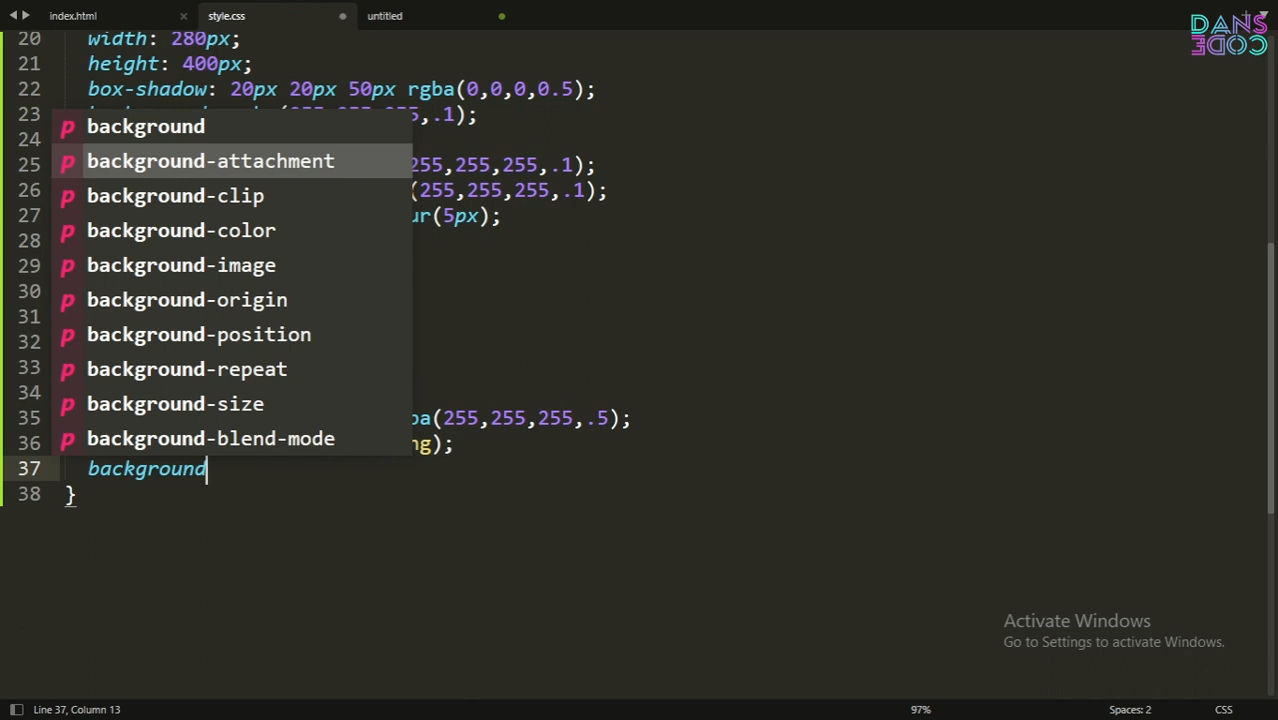 index.html
style.css
untitled
DANS
CODE
20 width: 280px;
21 height: 400px;
22 box-shadow: 20px 20px 50px rgba(0,0,0,0.5);
23 ,.1);
24
25 255,255,255,.1);
26 (255,255,255,.1);
27 ur(5px);
28
29
30
31
32
33
34
35 ba(255,255,255,.5);
36 ng);
37 background
38 }
p background
p background-attachment
p background-clip
p background-color
p background-image
p background-origin
p background-position
p background-repeat
p background-size
p background-blend-mode
Activate Windows
Go to Settings to activate Windows.
Line 37, Column 13
97%
Spaces: 2
CSS